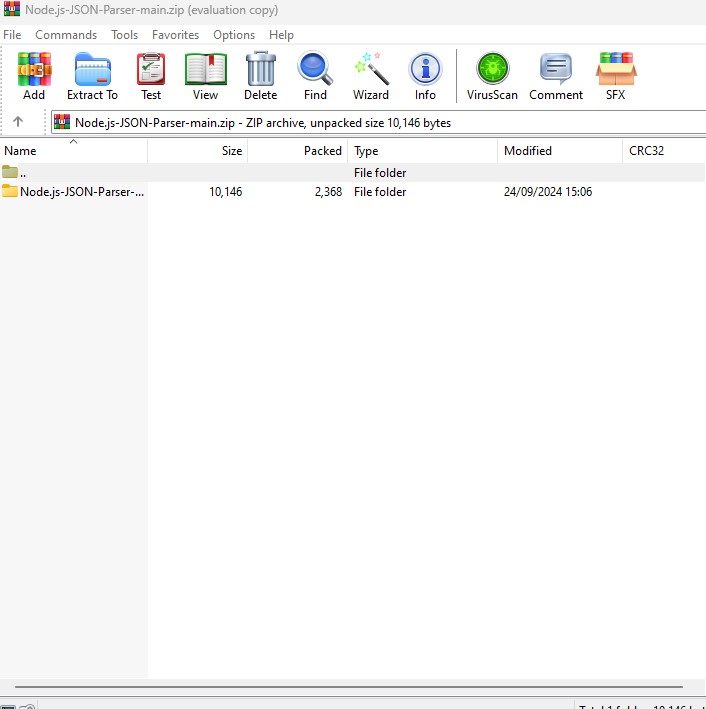 Node.js-JSON-Parser-main.zip (evaluation copy)
File Commands Tools Favorites Options Help
Add Extract To Test View Delete Find Wizard Info VirusScan Comment SFX
Node.js-JSON-Parser-main.zip - ZIP archive, unpacked size 10,146 bytes
Name Size Packed Type Modified CRC32
.. File folder
Node.js-JSON-Parser-... 10,146 2,368 File folder 24/09/2024 15:06